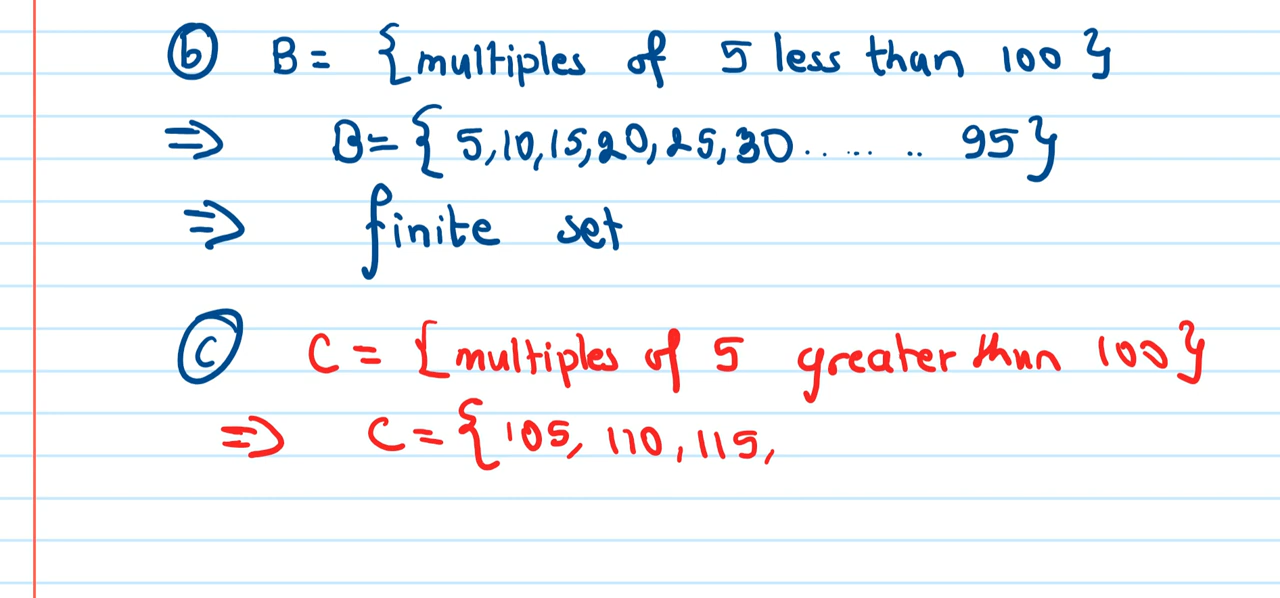 ⓑ B = {multiples of 5 less than 100}
⇒ B = { 5,10,15,20,25,30........ 95}
⇒ finite set
ⓒ C = {multiples of 5 greater than 100}
⇒ C = { 105, 110, 115,